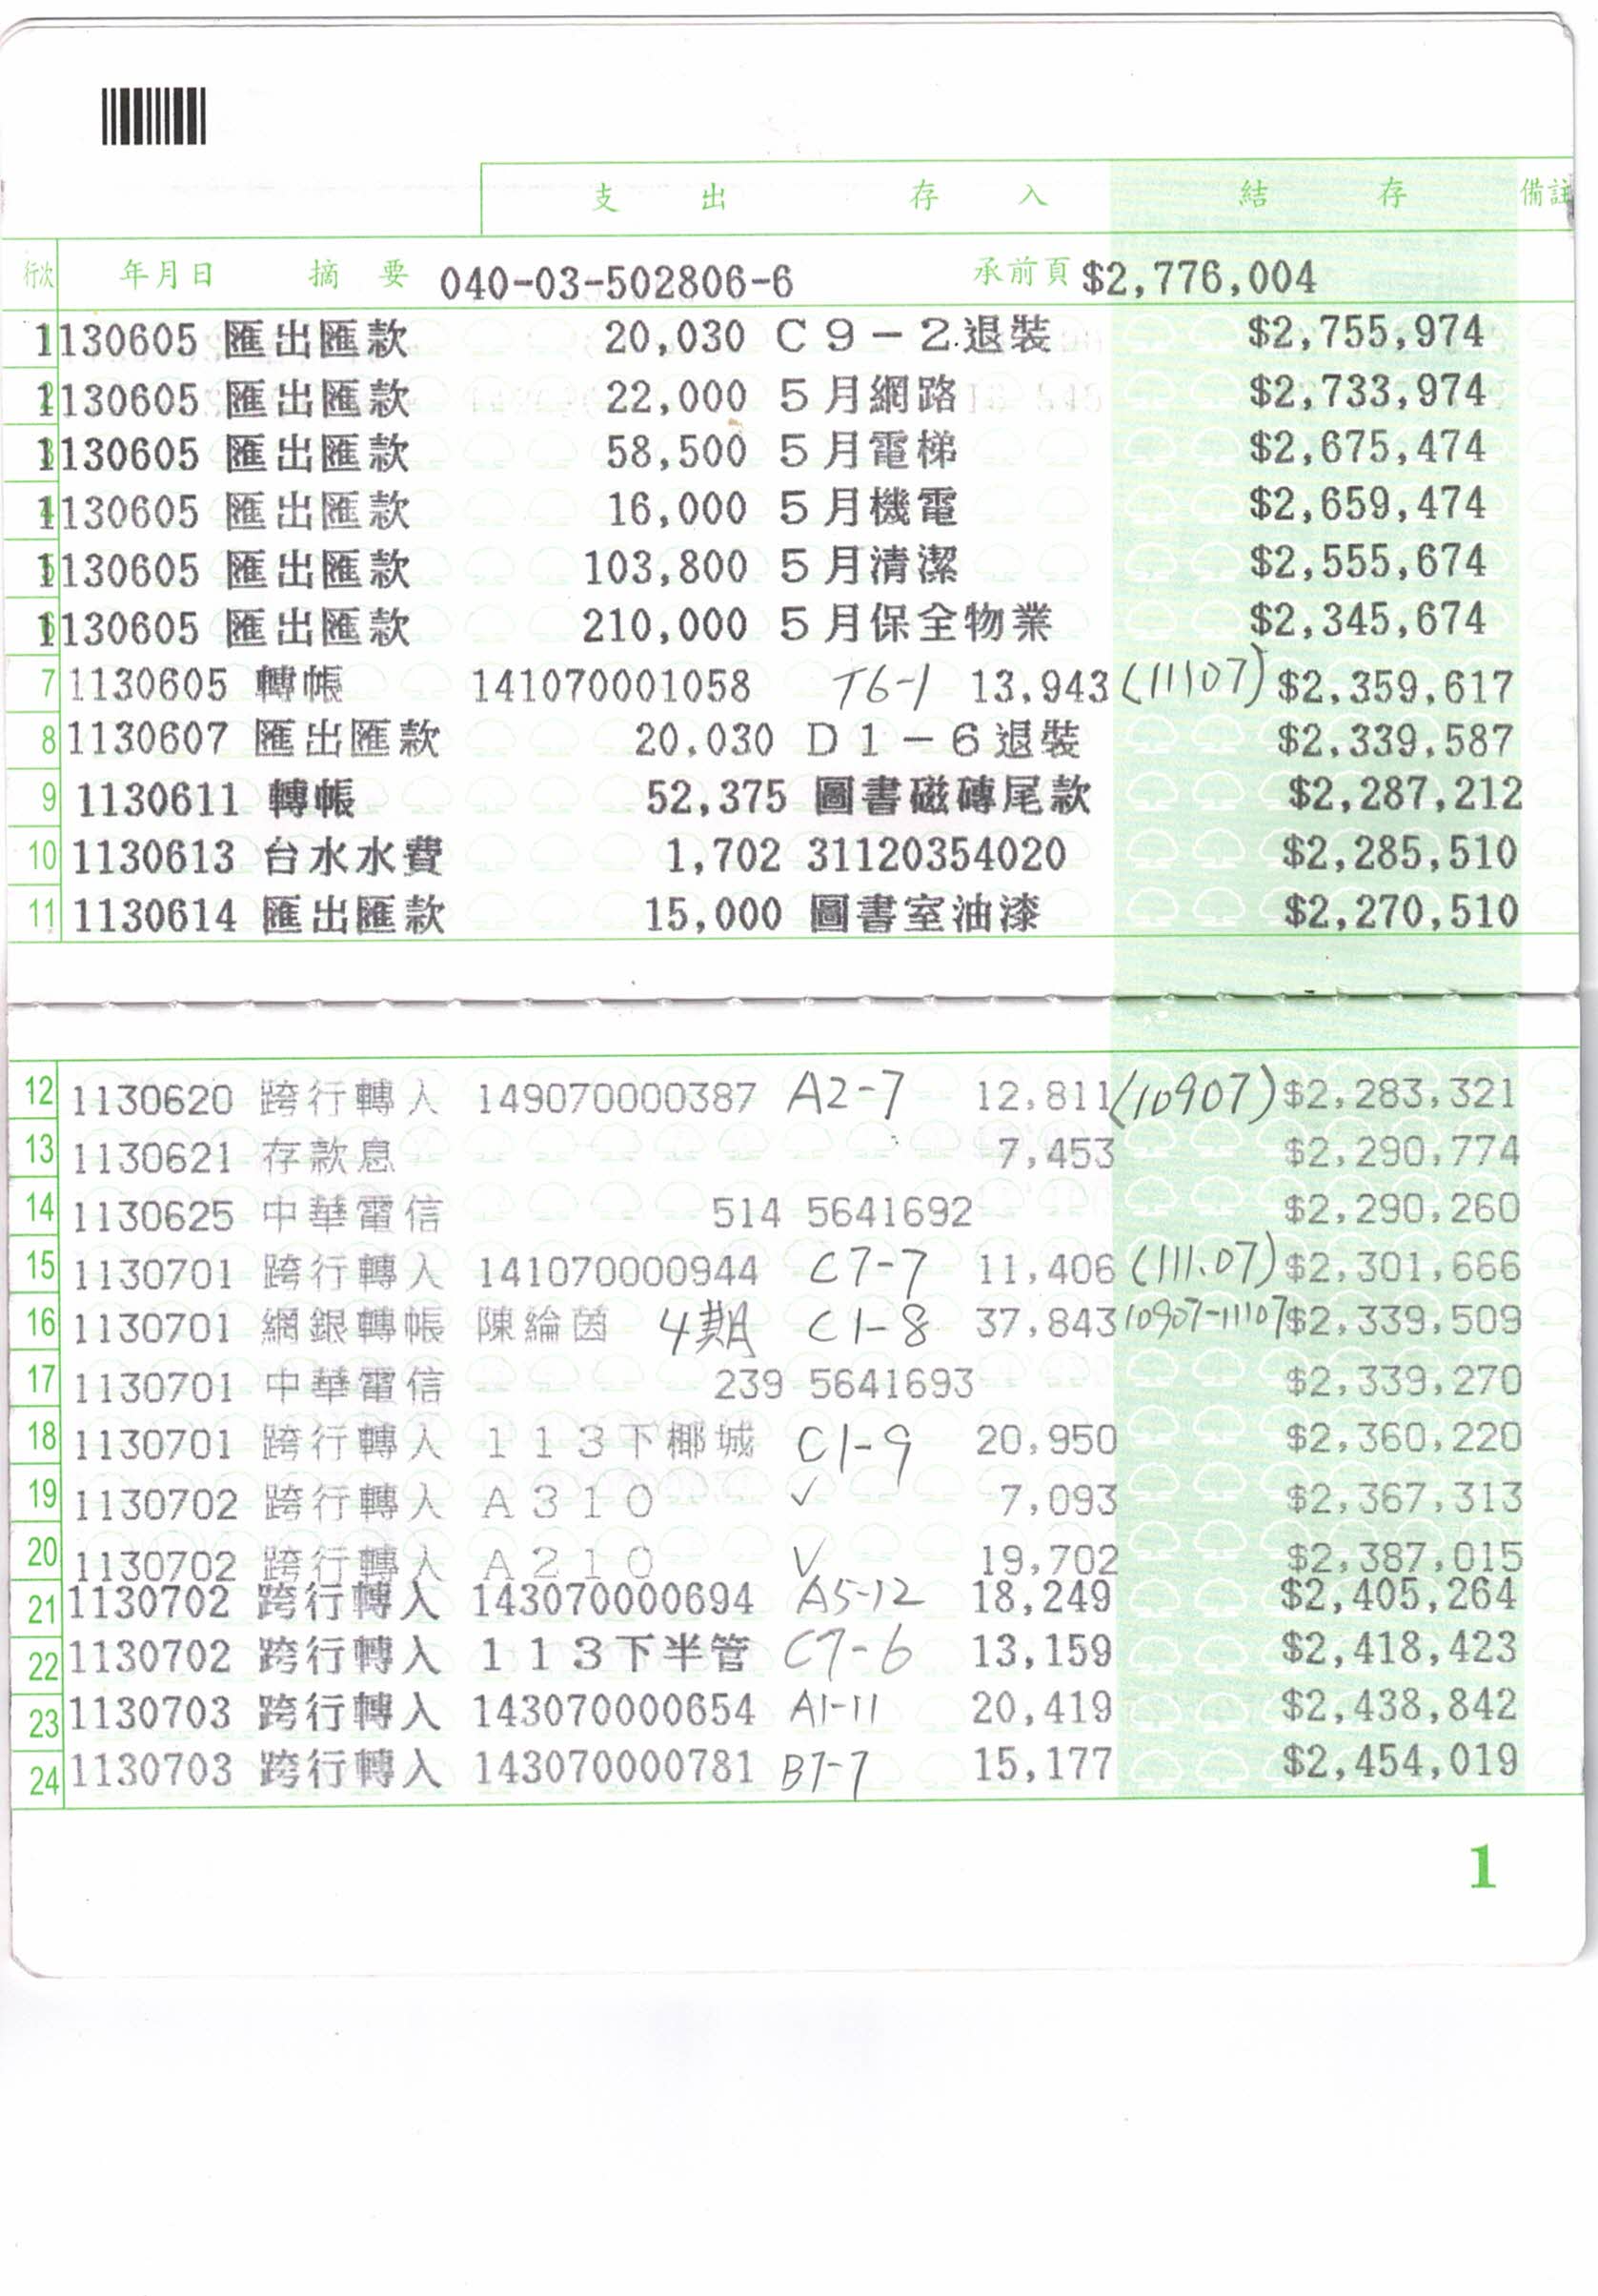 支 出 存 入 結 存 備註
行次 年月日 摘 要 040-03-502806-6 承前頁 $2,776,004
1130605 匯出匯款 20,030 C9-2退裝 $2,755,974
1130605 匯出匯款 22,000 5月網路 $2,733,974
1130605 匯出匯款 58,500 5月電梯 $2,675,474
1130605 匯出匯款 16,000 5月機電 $2,659,474
1130605 匯出匯款 103,800 5月清潔 $2,555,674
1130605 匯出匯款 210,000 5月保全物業 $2,345,674
7 1130605 轉帳 141070001058 T6-1 13,943 (11107) $2,359,617
8 1130607 匯出匯款 20,030 D1-6退裝 $2,339,587
9 1130611 轉帳 52,375 圖書磁磚尾款 $2,287,212
10 1130613 台水水費 1,702 31120354020 $2,285,510
11 1130614 匯出匯款 15,000 圖書室油漆 $2,270,510
12 1130620 跨行轉入 149070000387 A2-7 12,811 (10907) $2,283,321
13 1130621 存款息 7,453 $2,290,774
14 1130625 中華電信 514 5641692 $2,290,260
15 1130701 跨行轉入 141070000944 C7-7 11,406 (111.07) $2,301,666
16 1130701 網銀轉帳 陳綸茵 4期 C1-8 37,843 10907-11107 $2,339,509
17 1130701 中華電信 239 5641693 $2,339,270
18 1130701 跨行轉入 113下椰城 C1-9 20,950 $2,360,220
19 1130702 跨行轉入 A310 ✓ 7,093 $2,367,313
20 1130702 跨行轉入 A210 V 19,702 $2,387,015
21 1130702 跨行轉入 143070000694 A5-12 18,249 $2,405,264
22 1130702 跨行轉入 113下半管 C7-6 13,159 $2,418,423
23 1130703 跨行轉入 143070000654 A1-11 20,419 $2,438,842
24 1130703 跨行轉入 143070000781 B7-7 15,177 $2,454,019
1